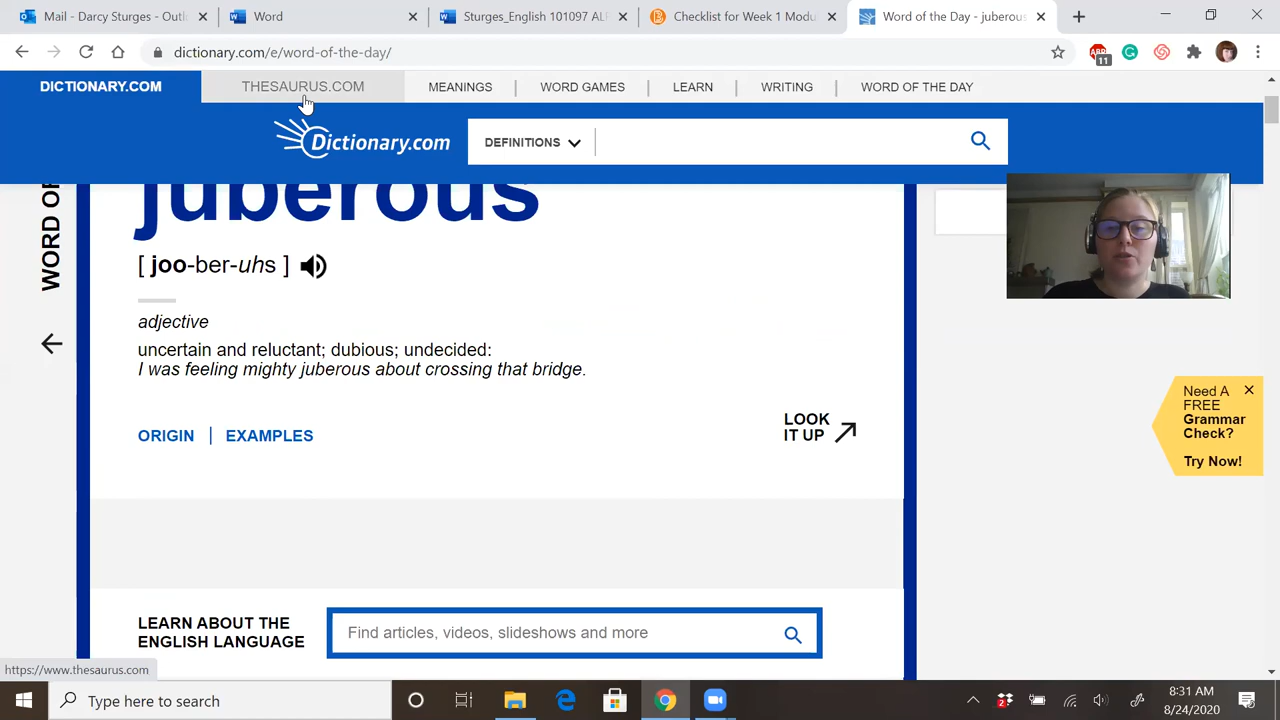 Mail - Darcy Sturges - Outl
Word
Sturges_English 101097 AL
Checklist for Week 1 Modu
Word of the Day - juberous
dictionary.com/e/word-of-the-day/
11
DICTIONARY.COM
THESAURUS.COM
MEANINGS
WORD GAMES
LEARN
WRITING
WORD OF THE DAY
Dictionary.com
DEFINITIONS
WORD OF
juberous
[ joo-ber-uhs ]
adjective
uncertain and reluctant; dubious; undecided:
I was feeling mighty juberous about crossing that bridge.
ORIGIN | EXAMPLES
LOOK
IT UP
Need A
FREE
Grammar
Check?
Try Now!
LEARN ABOUT THE
ENGLISH LANGUAGE
Find articles, videos, slideshows and more
https://www.thesaurus.com
Type here to search
2
8:31 AM
8/24/2020